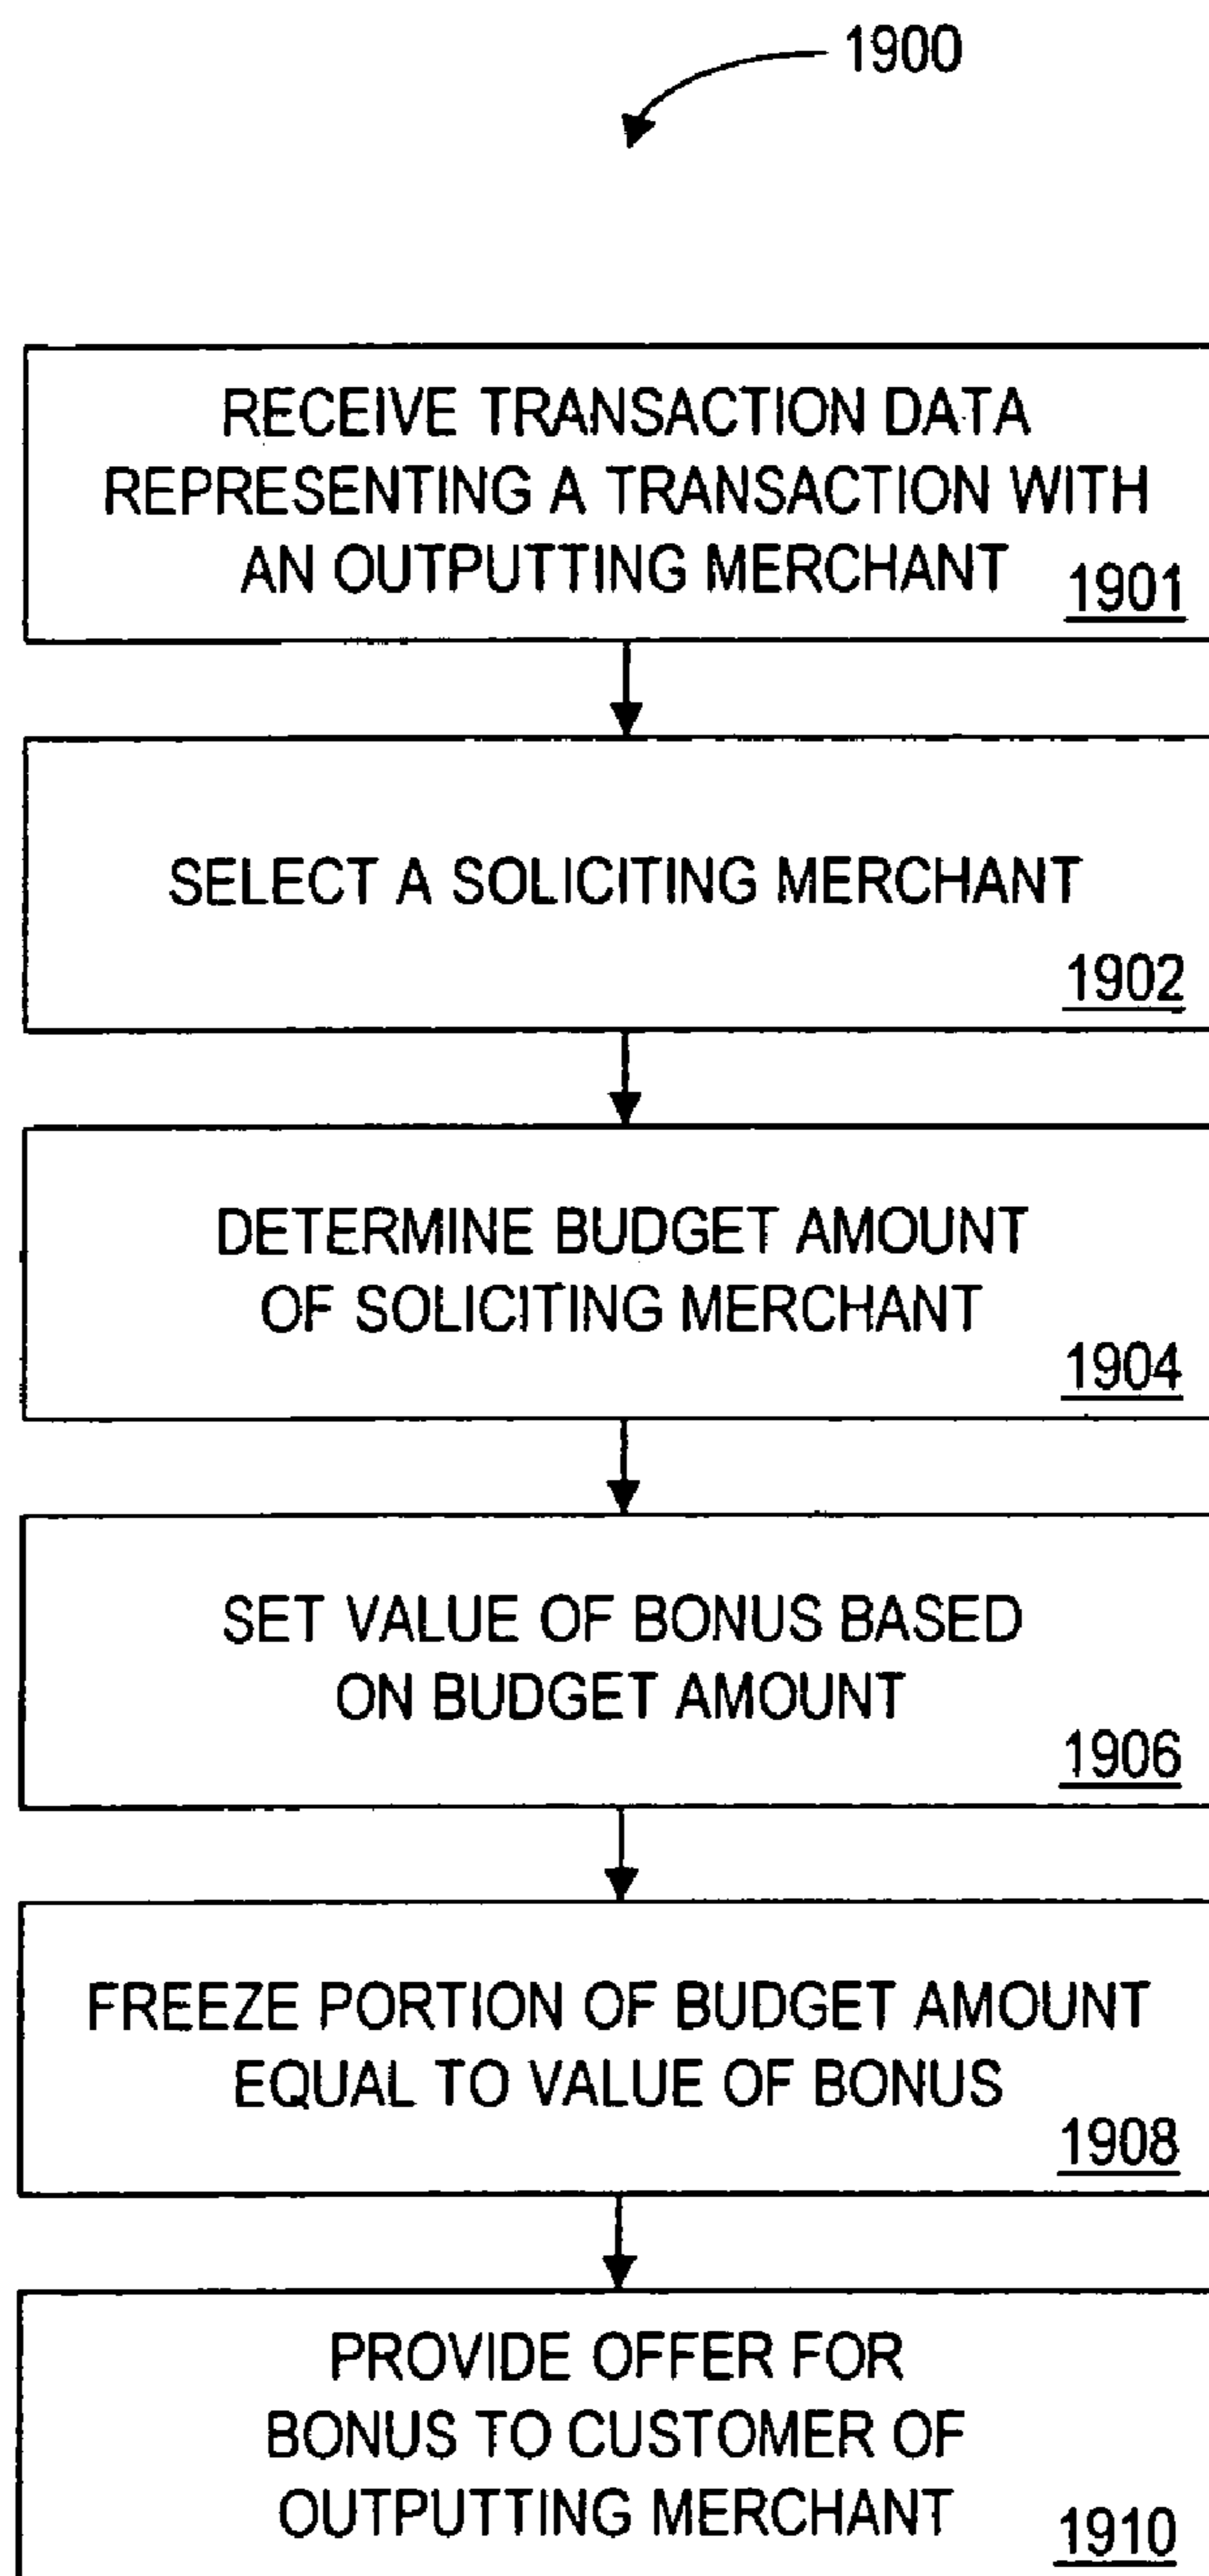 1900
RECEIVE TRANSACTION DATA
REPRESENTING A TRANSACTION WITH
AN OUTPUTTING MERCHANT
1901
SELECT A SOLICITING MERCHANT
1902
DETERMINE BUDGET AMOUNT
OF SOLICITING MERCHANT
1904
SET VALUE OF BONUS BASED
ON BUDGET AMOUNT
1906
FREEZE PORTION OF BUDGET AMOUNT
EQUAL TO VALUE OF BONUS
1908
PROVIDE OFFER FOR
BONUS TO CUSTOMER OF
OUTPUTTING MERCHANT
1910